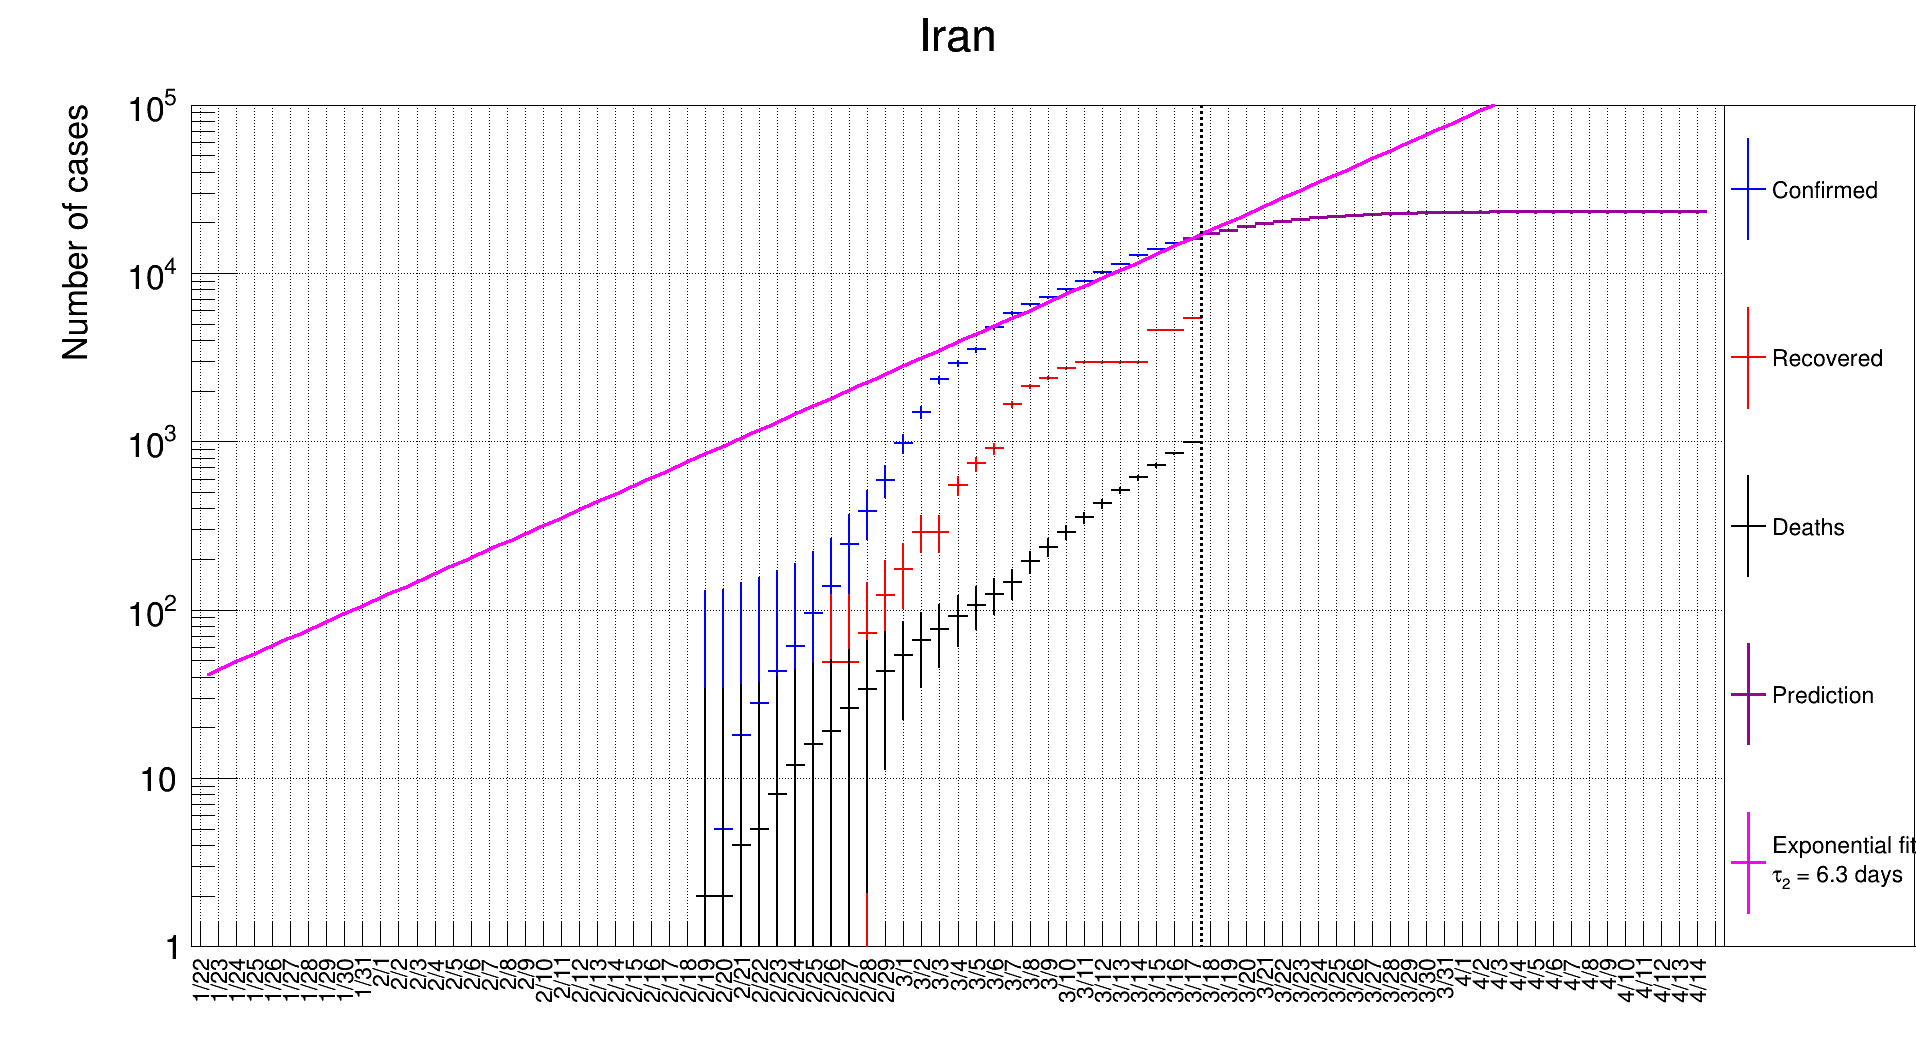 Iran
Number of cases
10^5
10^4
10^3
10^2
10
1
1/22 1/23 1/24 1/25 1/26 1/27 1/28 1/29 1/30 1/31 2/1 2/2 2/3 2/4 2/5 2/6 2/7 2/8 2/9 2/10 2/11 2/12 2/13 2/14 2/15 2/16 2/17 2/18 2/19 2/20 2/21 2/22 2/23 2/24 2/25 2/26 2/27 2/28 2/29 3/1 3/2 3/3 3/4 3/5 3/6 3/7 3/8 3/9 3/10 3/11 3/12 3/13 3/14 3/15 3/16 3/17 3/18 3/19 3/20 3/21 3/22 3/23 3/24 3/25 3/26 3/27 3/28 3/29 3/30 3/31 4/1 4/2 4/3 4/4 4/5 4/6 4/7 4/8 4/9 4/10 4/11 4/12 4/13 4/14
Confirmed
Recovered
Deaths
Prediction
Exponential fit
τ₂ = 6.3 days